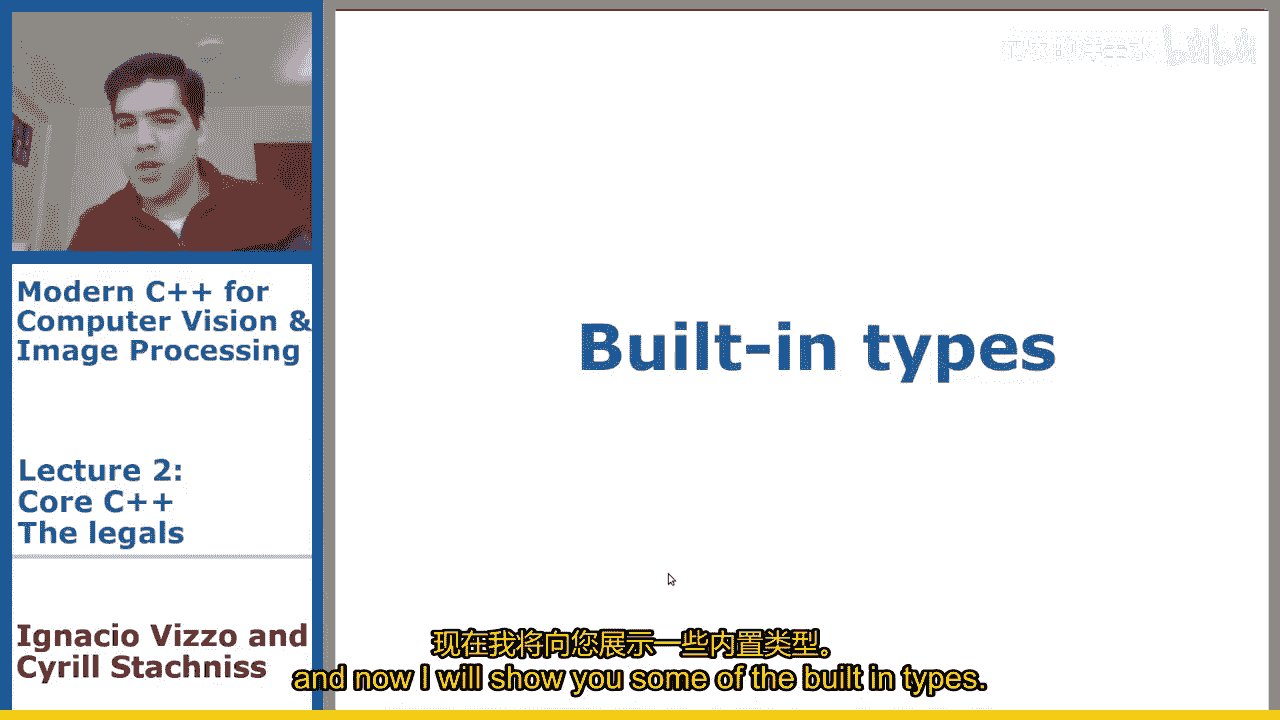 Built-in types
Modern C++ for
Computer Vision &
Image Processing
Lecture 2:
Core C++
The legals
Ignacio Vizzo and
Cyrill Stachniss
现在我将向您展示一些内置类型。
and now I will show you some of the built in types.
bilibili